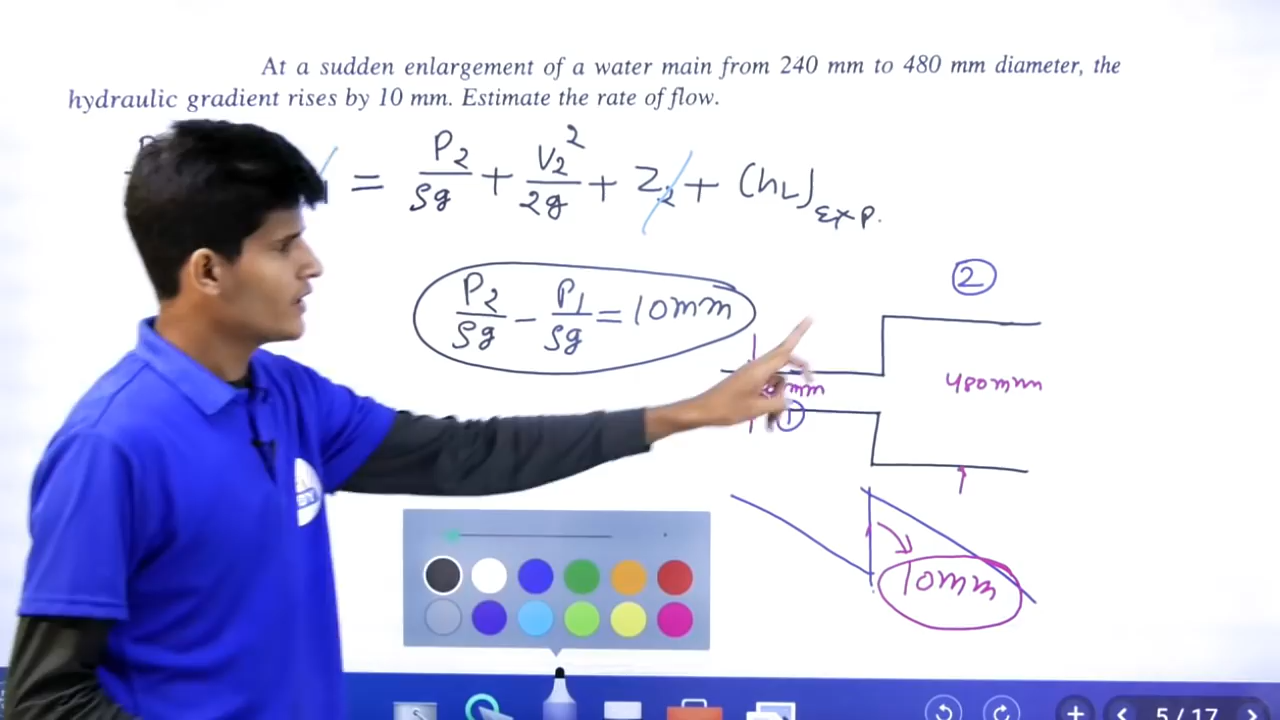 At a sudden enlargement of a water main from 240 mm to 480 mm diameter, the
hydraulic gradient rises by 10 mm. Estimate the rate of flow.
= P₂/ρg + V₂²/2g + Z₂ + (hL)exp.
P₂/ρg - P₁/ρg = 10mm
②
mm
480mm
①
10mm
5 / 17